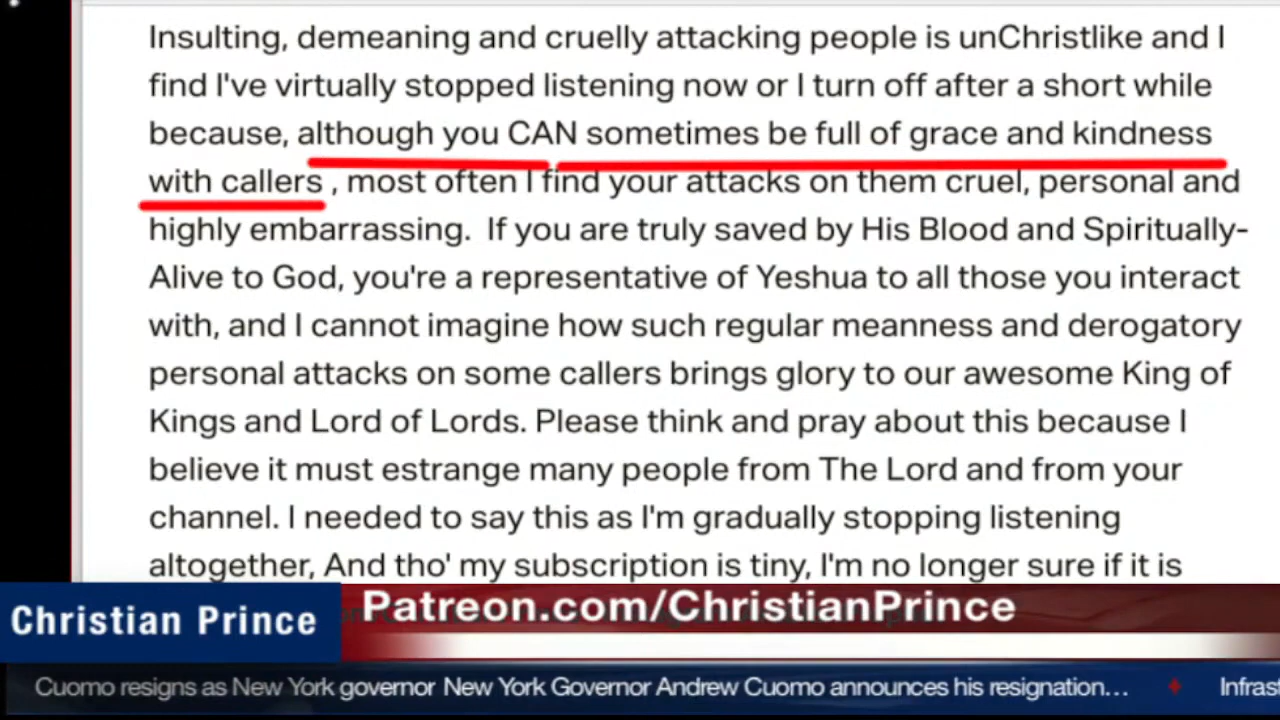 Insulting, demeaning and cruelly attacking people is unChristlike and I
find I've virtually stopped listening now or I turn off after a short while
because, although you CAN sometimes be full of grace and kindness
with callers , most often I find your attacks on them cruel, personal and
highly embarrassing.  If you are truly saved by His Blood and Spiritually-
Alive to God, you're a representative of Yeshua to all those you interact
with, and I cannot imagine how such regular meanness and derogatory
personal attacks on some callers brings glory to our awesome King of
Kings and Lord of Lords. Please think and pray about this because I
believe it must estrange many people from The Lord and from your
channel. I needed to say this as I'm gradually stopping listening
altogether, And tho' my subscription is tiny, I'm no longer sure if it is
Christian Prince
Patreon.com/ChristianPrince
Cuomo resigns as New York governor New York Governor Andrew Cuomo announces his resignation... Infrast